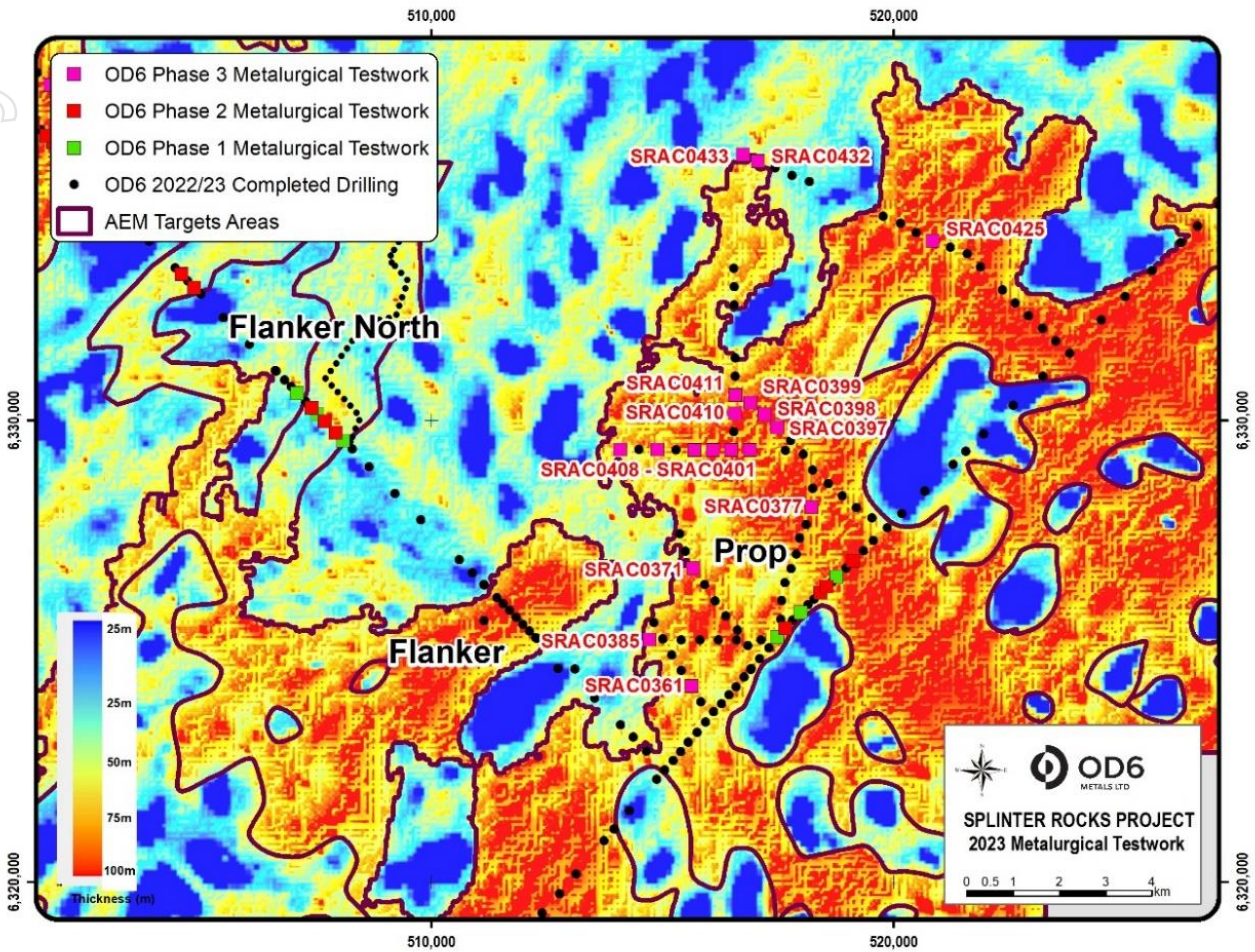 510,000
520,000
OD6 Phase 3 Metalurgical Testwork
OD6 Phase 2 Metalurgical Testwork
OD6 Phase 1 Metalurgical Testwork
OD6 2022/23 Completed Drilling
AEM Targets Areas
SRAC0433
SRAC0432
SRAC0425
Flanker North
SRAC0411
SRAC0399
SRAC0410
SRAC0398
SRAC0397
6,330,000
6,330,000
SRAC0408 - SRAC0401
SRAC0377
Prop
SRAC0371
SRAC0385
Flanker
SRAC0361
25m
25m
50m
75m
100m
Thickness (m)
OD6
METALS LTD
SPLINTER ROCKS PROJECT
2023 Metalurgical Testwork
0 0.5 1 2 3 4
km
6,320,000
6,320,000
510,000
520,000